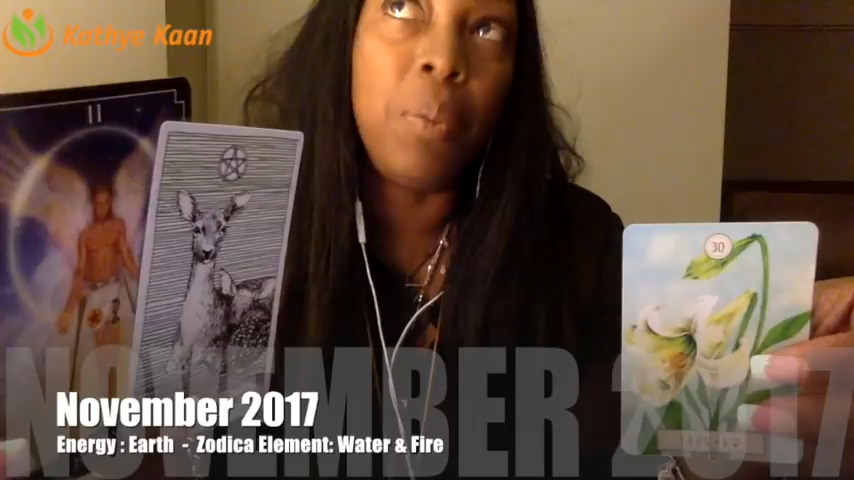 Kathye Kaan
II
30
NOVEMBER 2017
November 2017
Energy : Earth - Zodica Element: Water & Fire